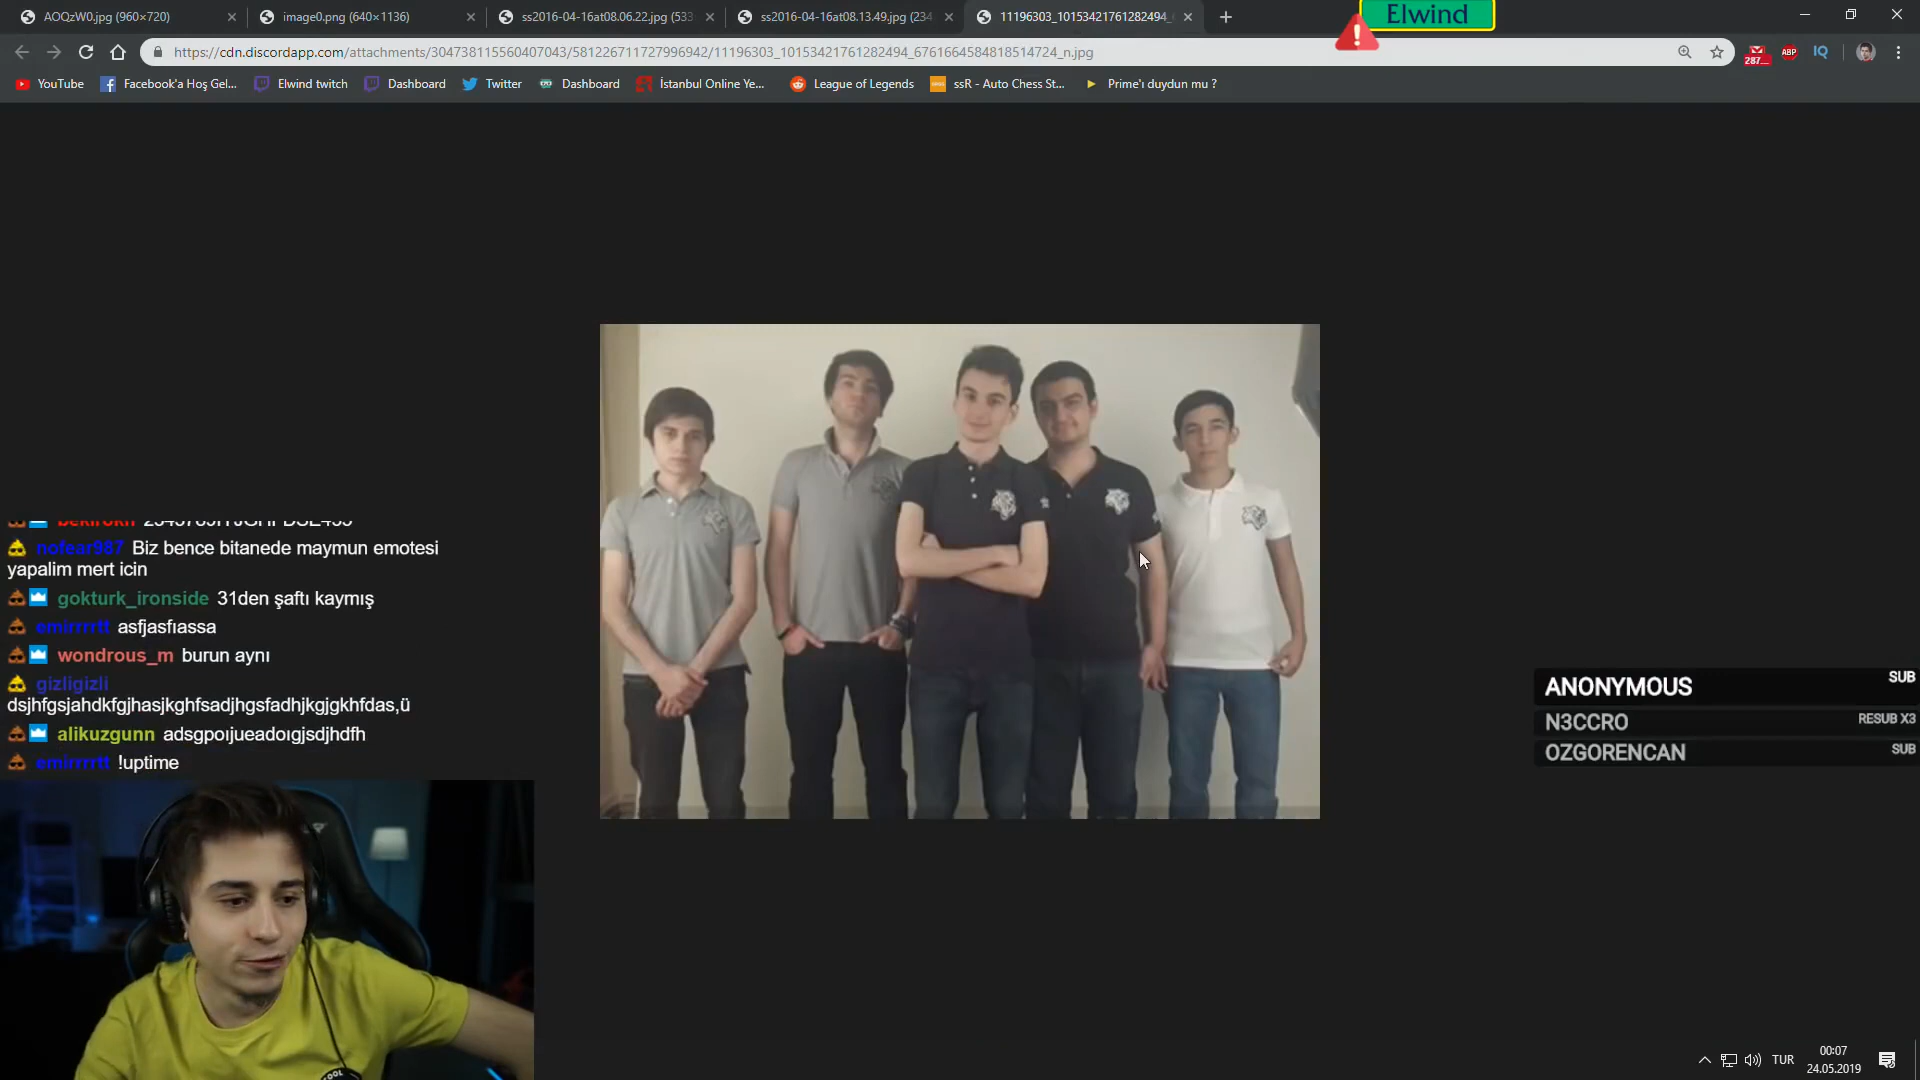 AOQzW0.jpg (960×720)
image0.png (640×1136)
ss2016-04-16at08.06.22.jpg (533
ss2016-04-16at08.13.49.jpg (234
11196303_10153421761282494_
Elwind
https://cdn.discordapp.com/attachments/304738115560407043/581226711727996942/11196303_10153421761282494_6761664584818514724_n.jpg
287...
ABP
IQ
YouTube
Facebook'a Hoş Gel...
Elwind twitch
Dashboard
Twitter
Dashboard
İstanbul Online Ye...
League of Legends
ssR - Auto Chess St...
Prime'ı duydun mu ?
nofear987 Biz bence bitanede maymun emotesi
yapalim mert icin
gokturk_ironside 31den şaftı kaymış
emirrrrtt asfjasfıassa
wondrous_m burun aynı
gizligizli
dsjhfgsjahdkfgjhasjkghfsadjhgsfadhjkgjgkhfdas,ü
alikuzgunn adsgpoıjueadoıgjsdjhdfh
emirrrrtt !uptime
ANONYMOUS SUB
N3CCRO RESUB X3
OZGORENCAN SUB
TUR
00:07
24.05.2019